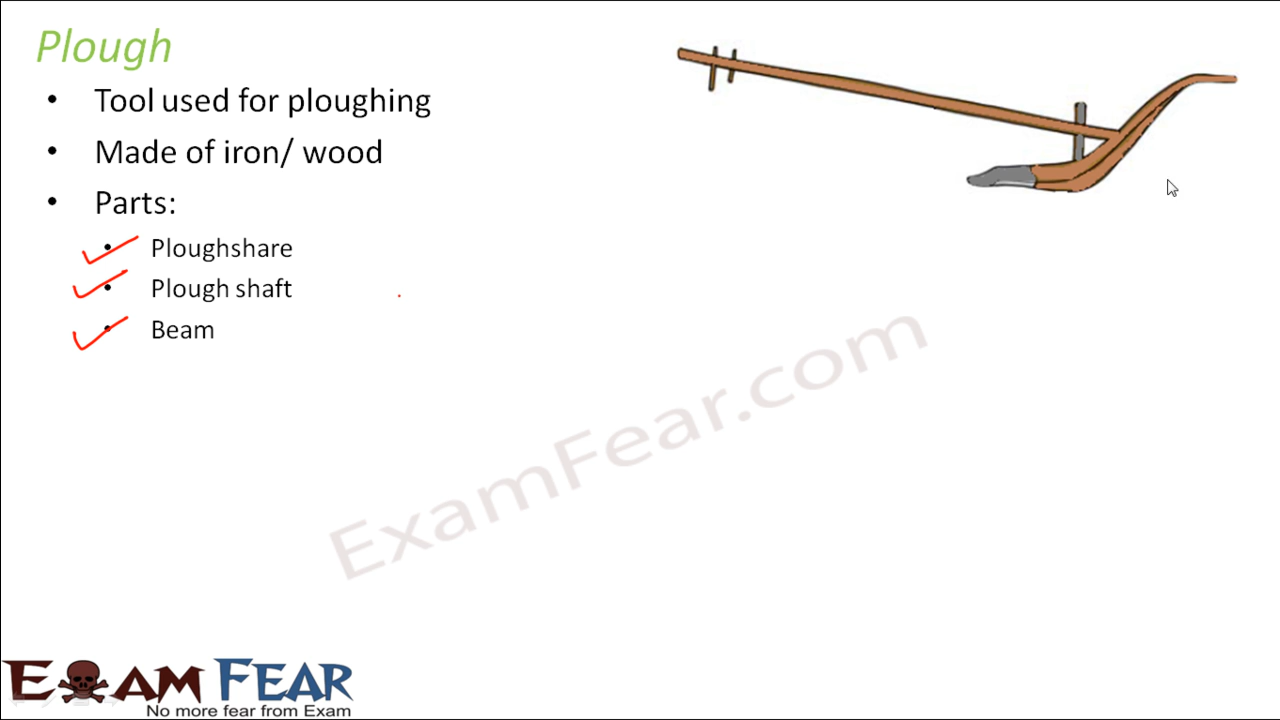 Plough
• Tool used for ploughing
• Made of iron/ wood
• Parts:
• Ploughshare
• Plough shaft
• Beam
ExamFear.com
EXAM FEAR
No more fear from Exam